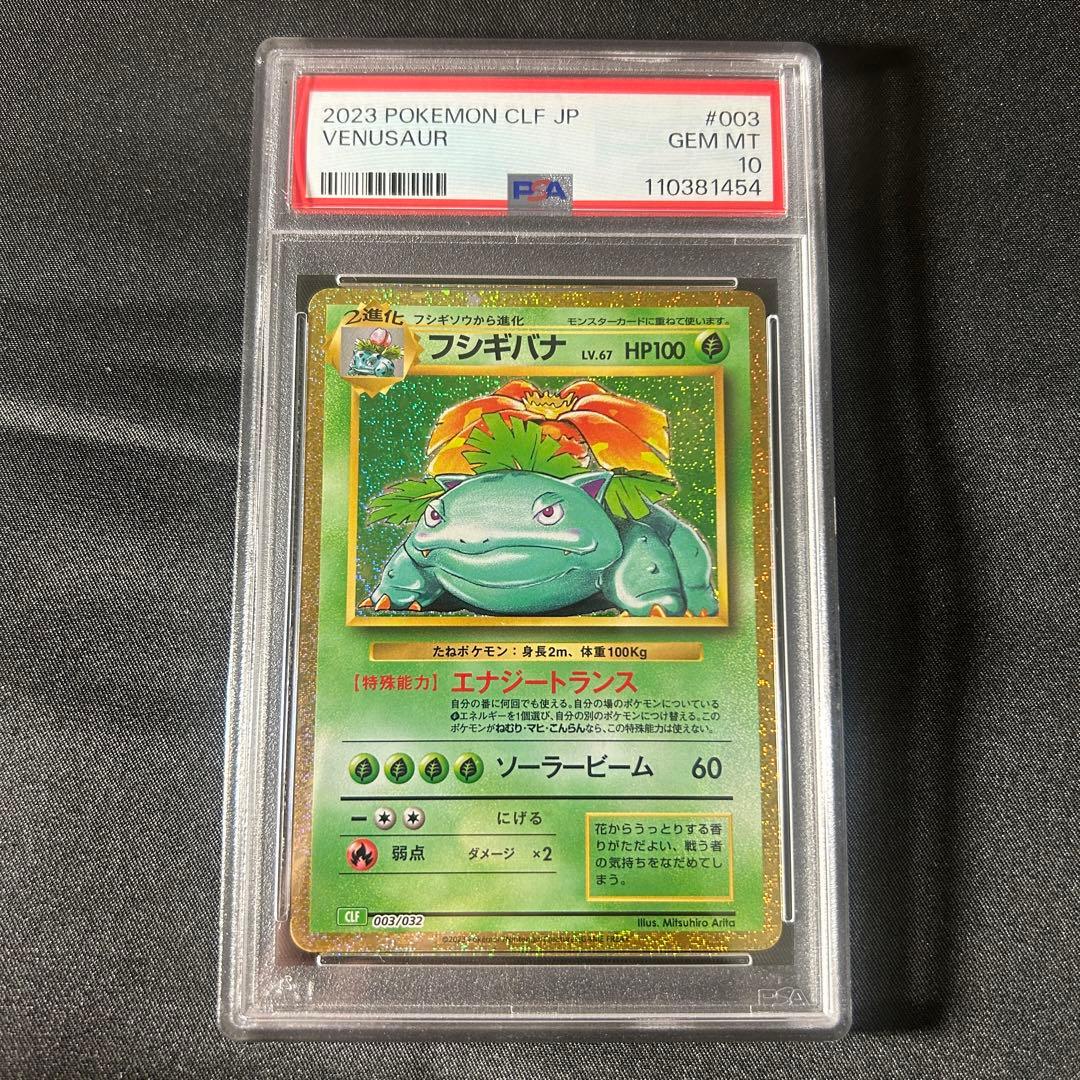 2023 POKEMON CLF JP #003
VENUSAUR GEM MT
10
PSA 110381454
2進化 フシギソウから進化 モンスターカードに重ねて使います。
フシギバナ LV.67 HP100
たねポケモン：身長2m、体重100Kg
【特殊能力】エナジートランス
自分の番に何回でも使える。自分の場のポケモンについている
エネルギーを1個選び、自分の別のポケモンにつけ替える。この
ポケモンがねむり・マヒ・こんらんなら、この特殊能力は使えない。
ソーラービーム 60
ー にげる
弱点 ダメージ ×2
花からうっとりする香
りがただよい、戦う者
の気持ちをなだめてし
まう。
CLF 003/032
Illus. Mitsuhiro Arita
©2023 Pokémon/Nintendo/Creatures/GAME FREAK
PSA